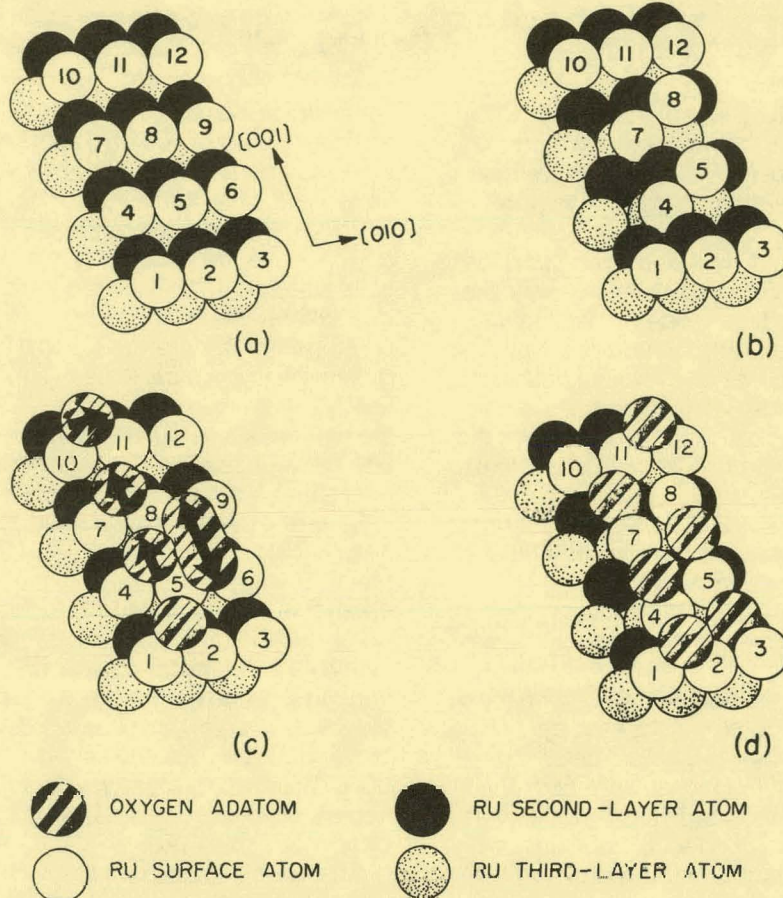 10 11 12
7 8 9
4 5 6
1 2 3
[001]
[010]
(a)
10 11 12
8
7
5
4
1 2 3
(b)
10 11 12
7 8 9
4 5 6
1 2 3
(c)
10 11 12
8
7
5
4
1 2 3
(d)
OXYGEN ADATOM
RU SECOND-LAYER ATOM
RU SURFACE ATOM
RU THIRD-LAYER ATOM